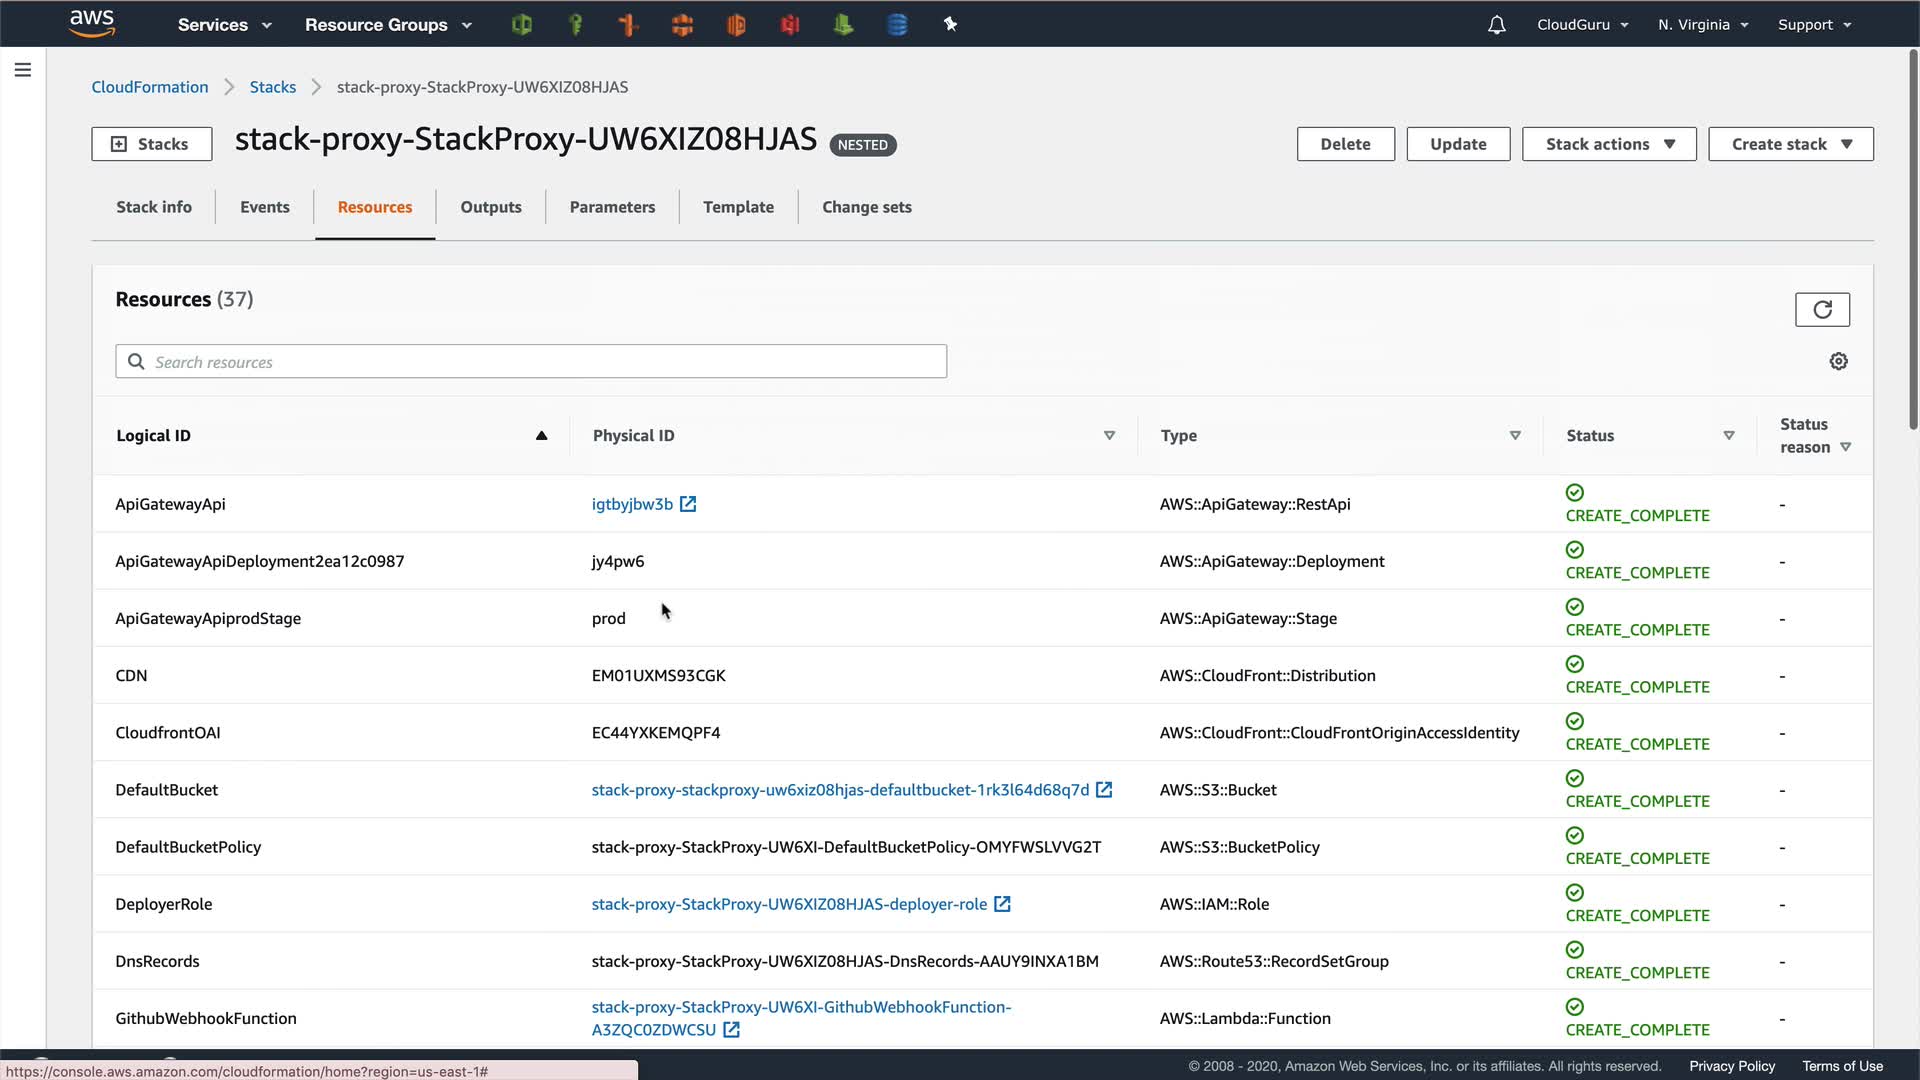 aws Services Resource Groups CloudGuru N. Virginia Support
CloudFormation Stacks stack-proxy-StackProxy-UW6XIZ08HJAS
Stacks stack-proxy-StackProxy-UW6XIZ08HJAS NESTED Delete Update Stack actions Create stack
Stack info Events Resources Outputs Parameters Template Change sets
Resources (37)
Search resources
Logical ID Physical ID Type Status Status reason
ApiGatewayApi igtbyjbw3b AWS::ApiGateway::RestApi CREATE_COMPLETE -
ApiGatewayApiDeployment2ea12c0987 jy4pw6 AWS::ApiGateway::Deployment CREATE_COMPLETE -
ApiGatewayApiprodStage prod AWS::ApiGateway::Stage CREATE_COMPLETE -
CDN EM01UXMS93CGK AWS::CloudFront::Distribution CREATE_COMPLETE -
CloudfrontOAI EC44YXKEMQPF4 AWS::CloudFront::CloudFrontOriginAccessIdentity CREATE_COMPLETE -
DefaultBucket stack-proxy-stackproxy-uw6xiz08hjas-defaultbucket-1rk3l64d68q7d AWS::S3::Bucket CREATE_COMPLETE -
DefaultBucketPolicy stack-proxy-StackProxy-UW6XI-DefaultBucketPolicy-OMYFWSLVVG2T AWS::S3::BucketPolicy CREATE_COMPLETE -
DeployerRole stack-proxy-StackProxy-UW6XIZ08HJAS-deployer-role AWS::IAM::Role CREATE_COMPLETE -
DnsRecords stack-proxy-StackProxy-UW6XIZ08HJAS-DnsRecords-AAUY9INXA1BM AWS::Route53::RecordSetGroup CREATE_COMPLETE -
GithubWebhookFunction stack-proxy-StackProxy-UW6XI-GithubWebhookFunction-
A3ZQC0ZDWCSU AWS::Lambda::Function CREATE_COMPLETE -
https://console.aws.amazon.com/cloudformation/home?region=us-east-1# © 2008 - 2020, Amazon Web Services, Inc. or its affiliates. All rights reserved. Privacy Policy Terms of Use